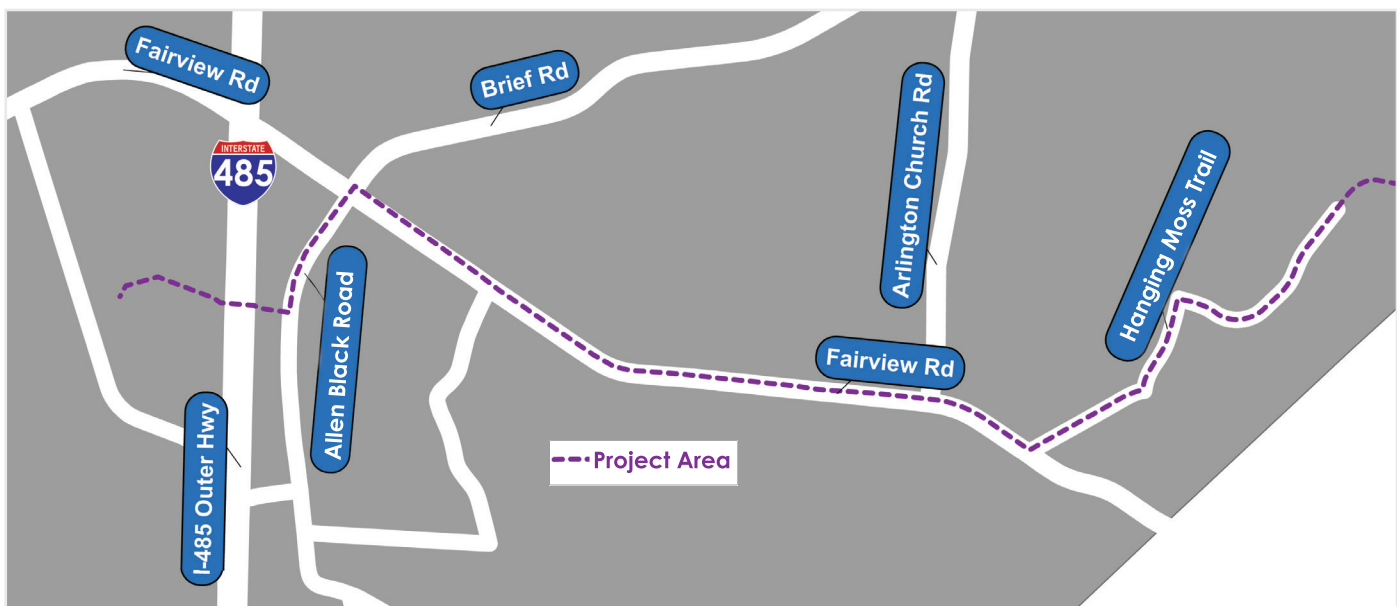 Fairview Rd
Brief Rd
INTERSTATE
485
Arlington Church Rd
Hanging Moss Trail
Allen Black Road
Fairview Rd
I-485 Outer Hwy
Project Area